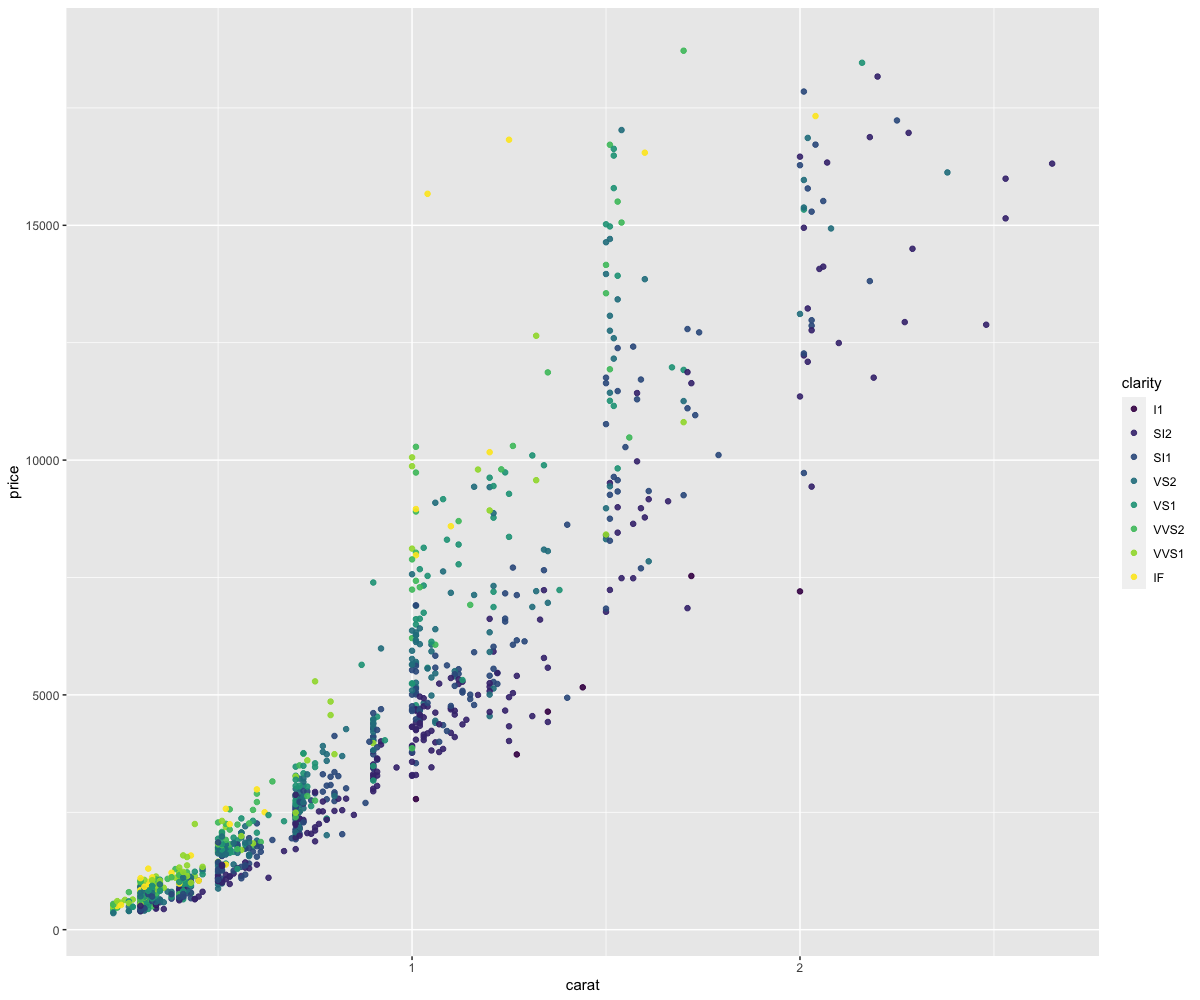 15000
10000
5000
0
price
1
2
carat
clarity
I1
SI2
SI1
VS2
VS1
VVS2
VVS1
IF